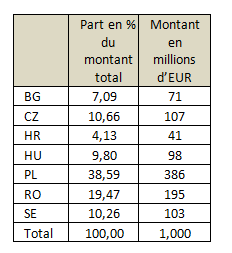 Part en % du montant total Montant en millions d'EUR
BG 7,09 71
CZ 10,66 107
HR 4,13 41
HU 9,80 98
PL 38,59 386
RO 19,47 195
SE 10,26 103
Total 100,00 1,000